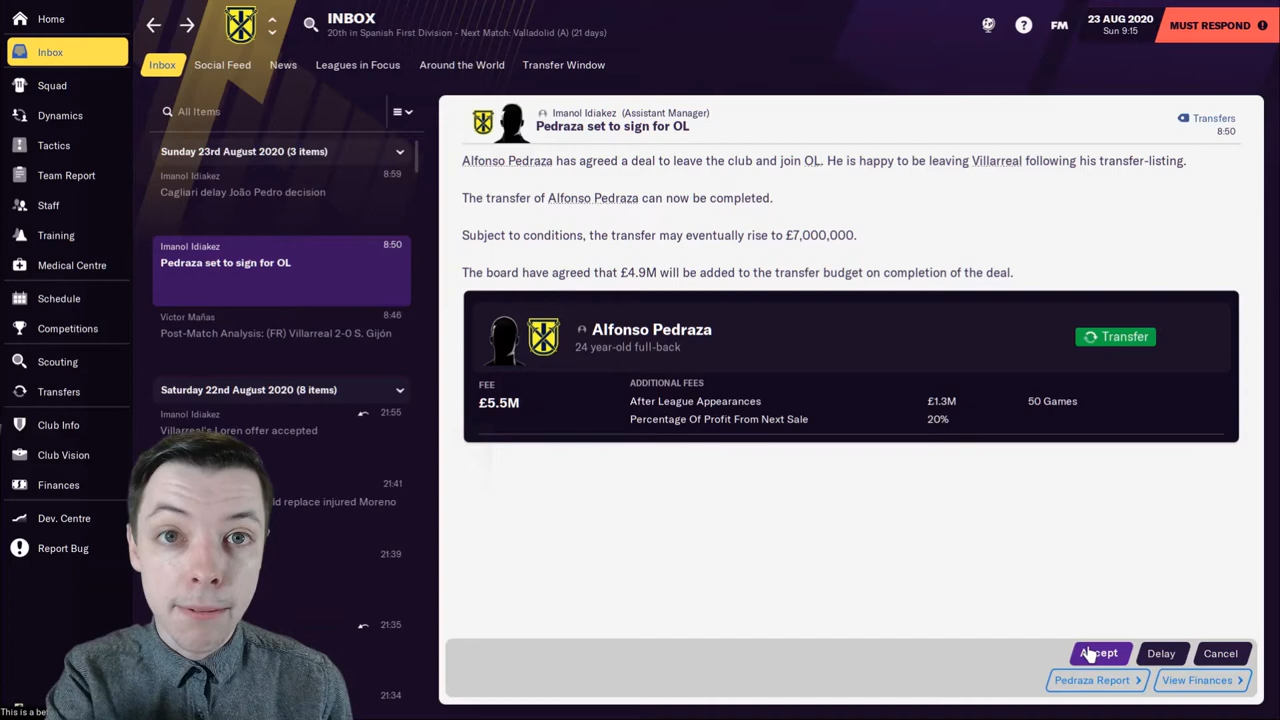 Home
Inbox
Squad
Dynamics
Tactics
Team Report
Staff
Training
Medical Centre
Schedule
Competitions
Scouting
Transfers
Club Info
Club Vision
Finances
Dev. Centre
Report Bug
This is a be
INBOX
20th in Spanish First Division - Next Match: Valladolid (A) (21 days)
FM
23 AUG 2020
Sun 9:15
MUST RESPOND
Inbox
Social Feed
News
Leagues in Focus
Around the World
Transfer Window
All Items
Sunday 23rd August 2020 (3 items)
Imanol Idiakez 8:59
Cagliari delay João Pedro decision
Imanol Idiakez 8:50
Pedraza set to sign for OL
Víctor Mañas 8:46
Post-Match Analysis: (FR) Villarreal 2-0 S. Gijón
Saturday 22nd August 2020 (8 items)
Imanol Idiakez 21:55
Villarreal's Loren offer accepted
21:41
ld replace injured Moreno
21:39
21:35
21:34
Imanol Idiakez (Assistant Manager)
Pedraza set to sign for OL
Transfers
8:50
Alfonso Pedraza has agreed a deal to leave the club and join OL. He is happy to be leaving Villarreal following his transfer-listing.
The transfer of Alfonso Pedraza can now be completed.
Subject to conditions, the transfer may eventually rise to £7,000,000.
The board have agreed that £4.9M will be added to the transfer budget on completion of the deal.
Alfonso Pedraza
24 year-old full-back
Transfer
FEE
£5.5M
ADDITIONAL FEES
After League Appearances £1.3M 50 Games
Percentage Of Profit From Next Sale 20%
Accept Delay Cancel
Pedraza Report View Finances